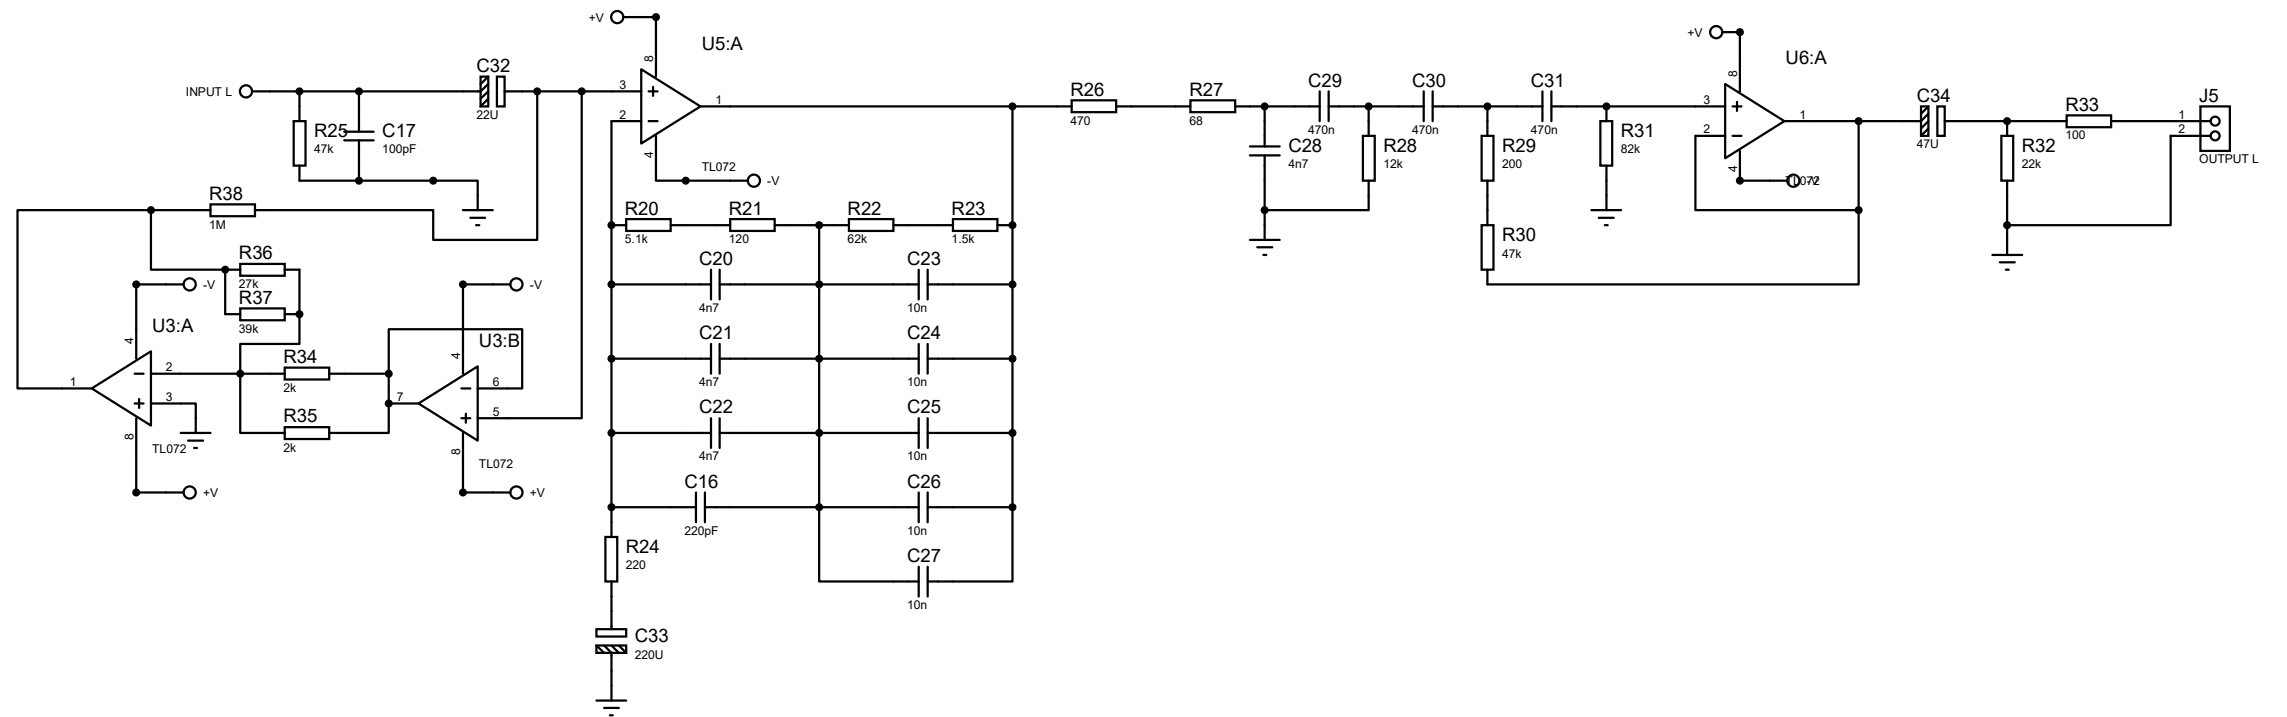 +V
U5:A
C32
22U
8
3
2
1
4
TL072
-V
INPUT L
R25
47k
C17
100pF
R38
1M
R36
27k
R37
39k
-V
U3:A
4
1
2
3
8
TL072
+V
R34
2k
R35
2k
-V
U3:B
4
6
7
5
8
TL072
+V
R20
5.1k
R21
120
R22
62k
R23
1.5k
C20
4n7
C23
10n
C21
4n7
C24
10n
C22
4n7
C25
10n
C16
220pF
C26
10n
C27
10n
R24
220
C33
220U
R26
470
R27
68
C29
470n
C30
470n
C31
470n
C28
4n7
R28
12k
R29
200
R30
47k
R31
82k
+V
U6:A
8
3
2
1
4
TL072
-V
C34
47U
R33
100
R32
22k
J5
1
2
OUTPUT L